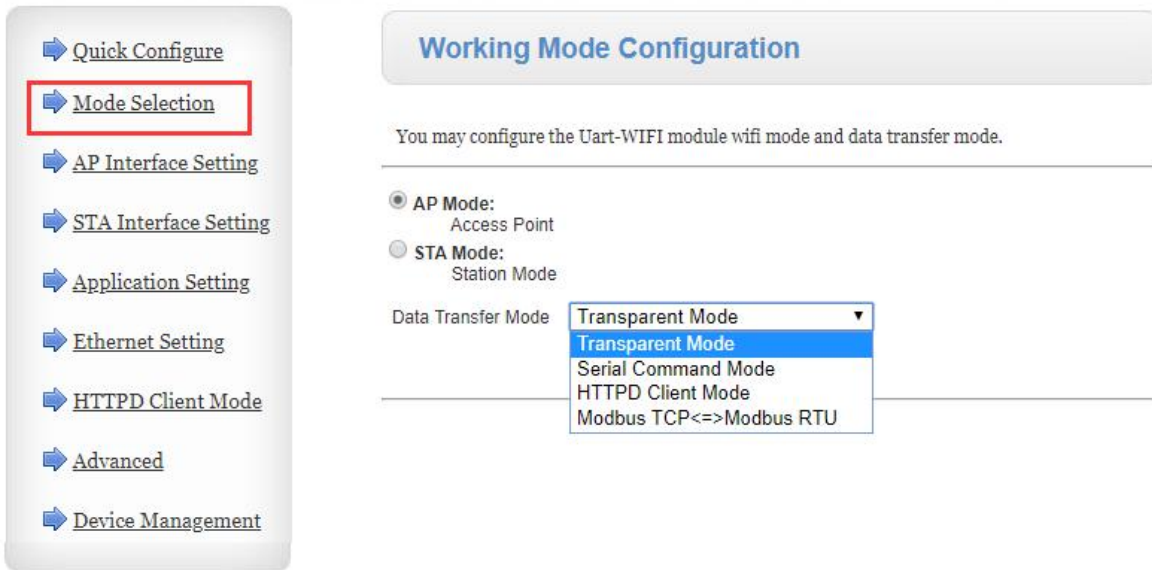 Quick Configure
Mode Selection
AP Interface Setting
STA Interface Setting
Application Setting
Ethernet Setting
HTTPD Client Mode
Advanced
Device Management
Working Mode Configuration
You may configure the Uart-WIFI module wifi mode and data transfer mode.
AP Mode:
Access Point
STA Mode:
Station Mode
Data Transfer Mode Transparent Mode
Transparent Mode
Serial Command Mode
HTTPD Client Mode
Modbus TCP<=>Modbus RTU